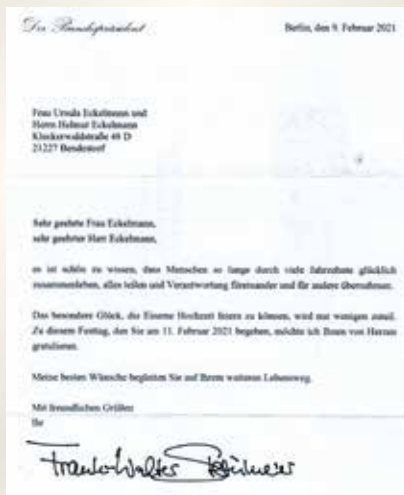 Der Bundespräsident
Berlin, den 9. Februar 2021
Frau Ursula Eckelmann und
Herrn Helmut Eckelmann
Kleckerwaldstraße 49 D
21227 Bendestorf
Sehr geehrte Frau Eckelmann,
sehr geehrter Herr Eckelmann,
es ist schön zu wissen, dass Menschen so lange durch viele Jahrzehnte glücklich
zusammenleben, alles teilen und Verantwortung füreinander und für andere übernehmen.
Das besondere Glück, die Eiserne Hochzeit feiern zu können, wird nur wenigen zuteil.
Zu diesem Festtag, den Sie am 11. Februar 2021 begehen, möchte ich Ihnen von Herzen
gratulieren.
Meine besten Wünsche begleiten Sie auf Ihrem weiteren Lebensweg.
Mit freundlichen Grüßen
Ihr
Frank-Walter Steinmeier